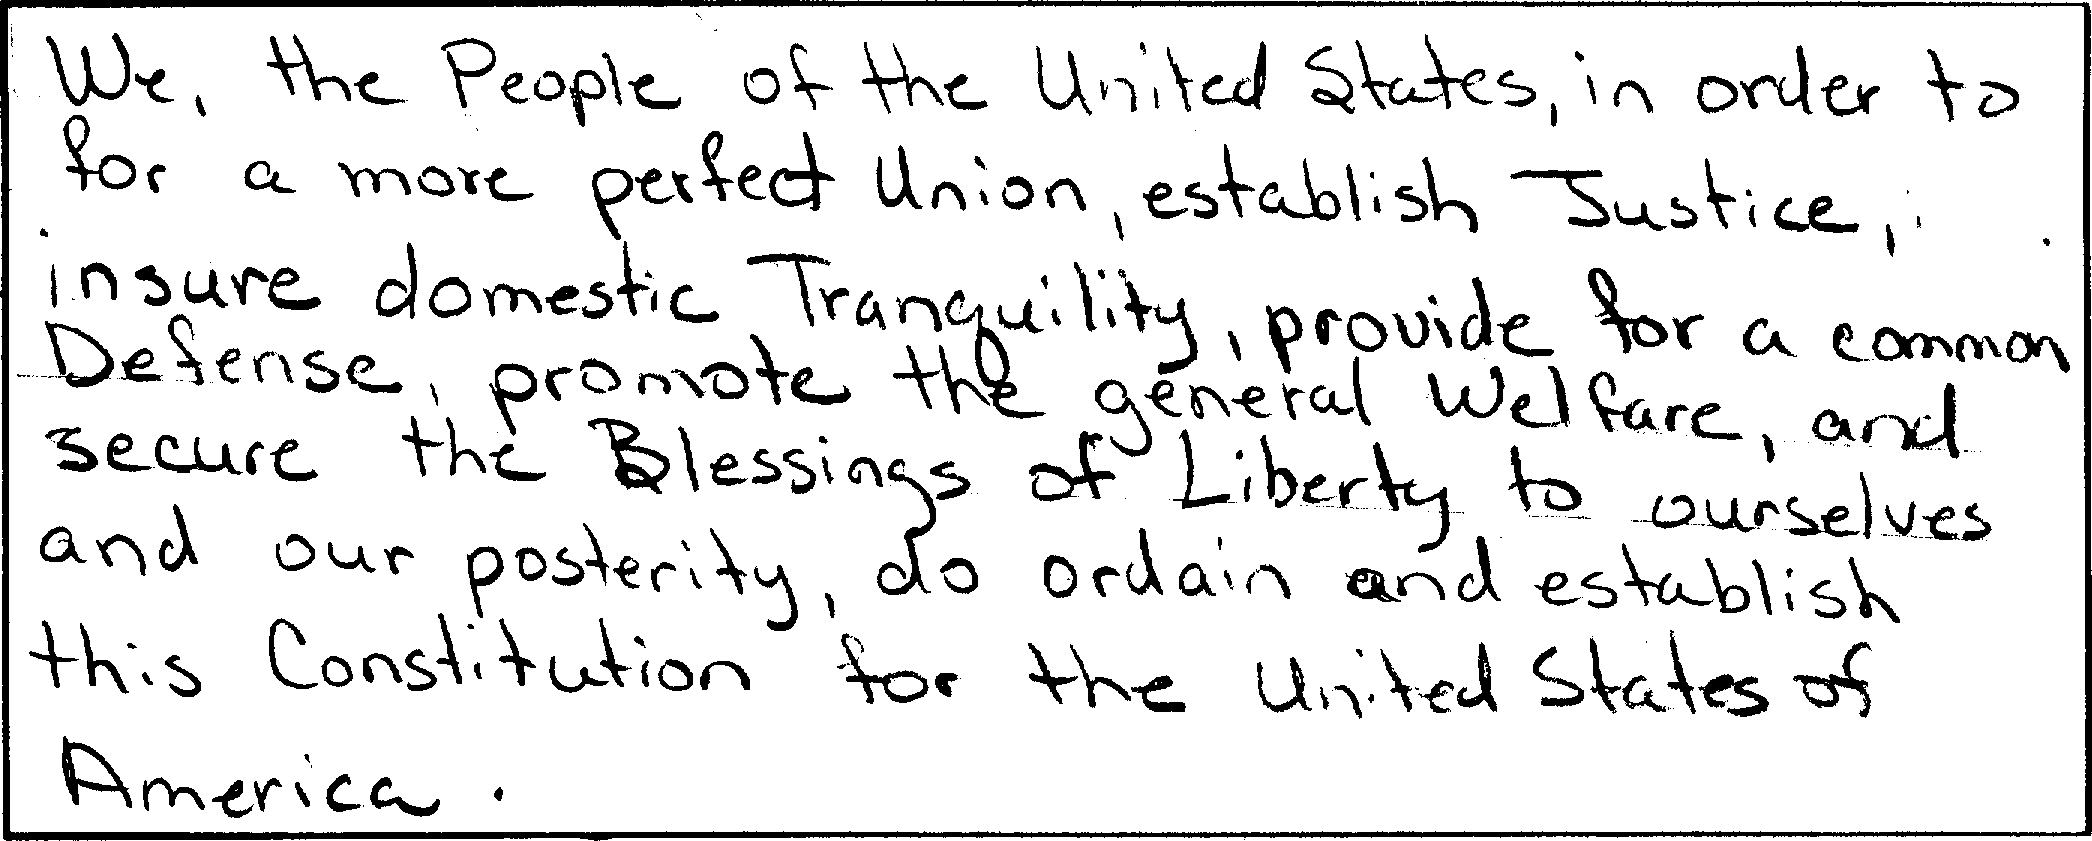 We, the People of the United States, in order to
for a more perfect Union, establish Justice,
insure domestic Tranquility, provide for a common
Defense, promote the general Welfare, and
secure the Blessings of Liberty to ourselves
and our posterity, do ordain and establish
this Constitution for the United States of
America.